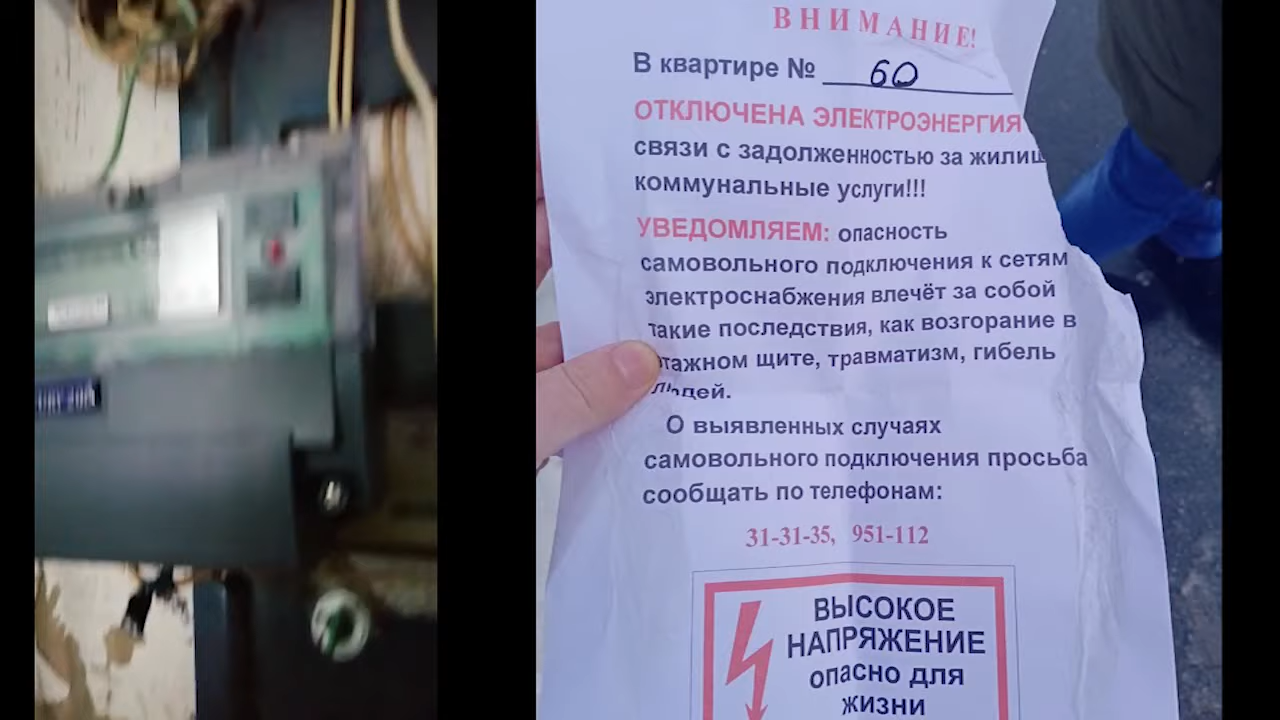 ВНИМАНИЕ!
В квартире № 60
ОТКЛЮЧЕНА ЭЛЕКТРОЭНЕРГИЯ
связи с задолженностью за жилищ
коммунальные услуги!!!
УВЕДОМЛЯЕМ: опасность
самовольного подключения к сетям
электроснабжения влечёт за собой
такие последствия, как возгорание в
этажном щите, травматизм, гибель
людей.
О выявленных случаях
самовольного подключения просьба
сообщать по телефонам:
31-31-35, 951-112
ВЫСОКОЕ
НАПРЯЖЕНИЕ
опасно для
жизни